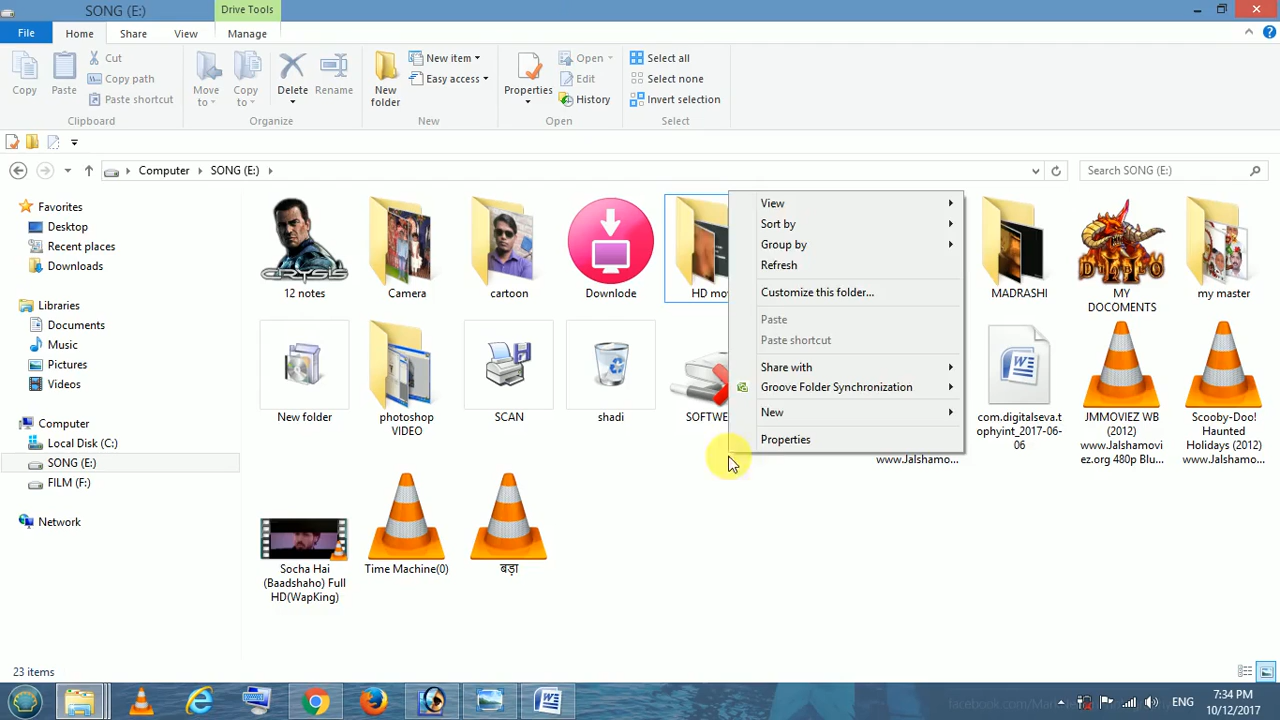 SONG (E:)
Drive Tools
File
Home
Share
View
Manage
Copy
Paste
Cut
Copy path
Paste shortcut
Move to
Copy to
Delete
Rename
New folder
New item
Easy access
Properties
Open
Edit
History
Select all
Select none
Invert selection
Clipboard
Organize
New
Open
Select
Computer
SONG (E:)
Search SONG (E:)
Favorites
Desktop
Recent places
Downloads
Libraries
Documents
Music
Pictures
Videos
Computer
Local Disk (C:)
SONG (E:)
FILM (F:)
Network
CRYSIS
12 notes
Camera
cartoon
Downlode
HD mo
MADRASHI
MY
DOCOMENTS
my master
New folder
photoshop
VIDEO
SCAN
shadi
SOFTWE
www.Jalshamo...
com.digitalseva.t
ophyint_2017-06-
06
JMMOVIEZ WB
(2012)
www.Jalshamovi
ez.org 480p Blu...
Scooby-Doo!
Haunted
Holidays (2012)
www.Jalshamo...
Socha Hai
(Baadshaho) Full
HD(WapKing)
Time Machine(0)
बड़ा
View
Sort by
Group by
Refresh
Customize this folder...
Paste
Paste shortcut
Share with
Groove Folder Synchronization
New
Properties
23 items
ENG
7:34 PM
10/12/2017